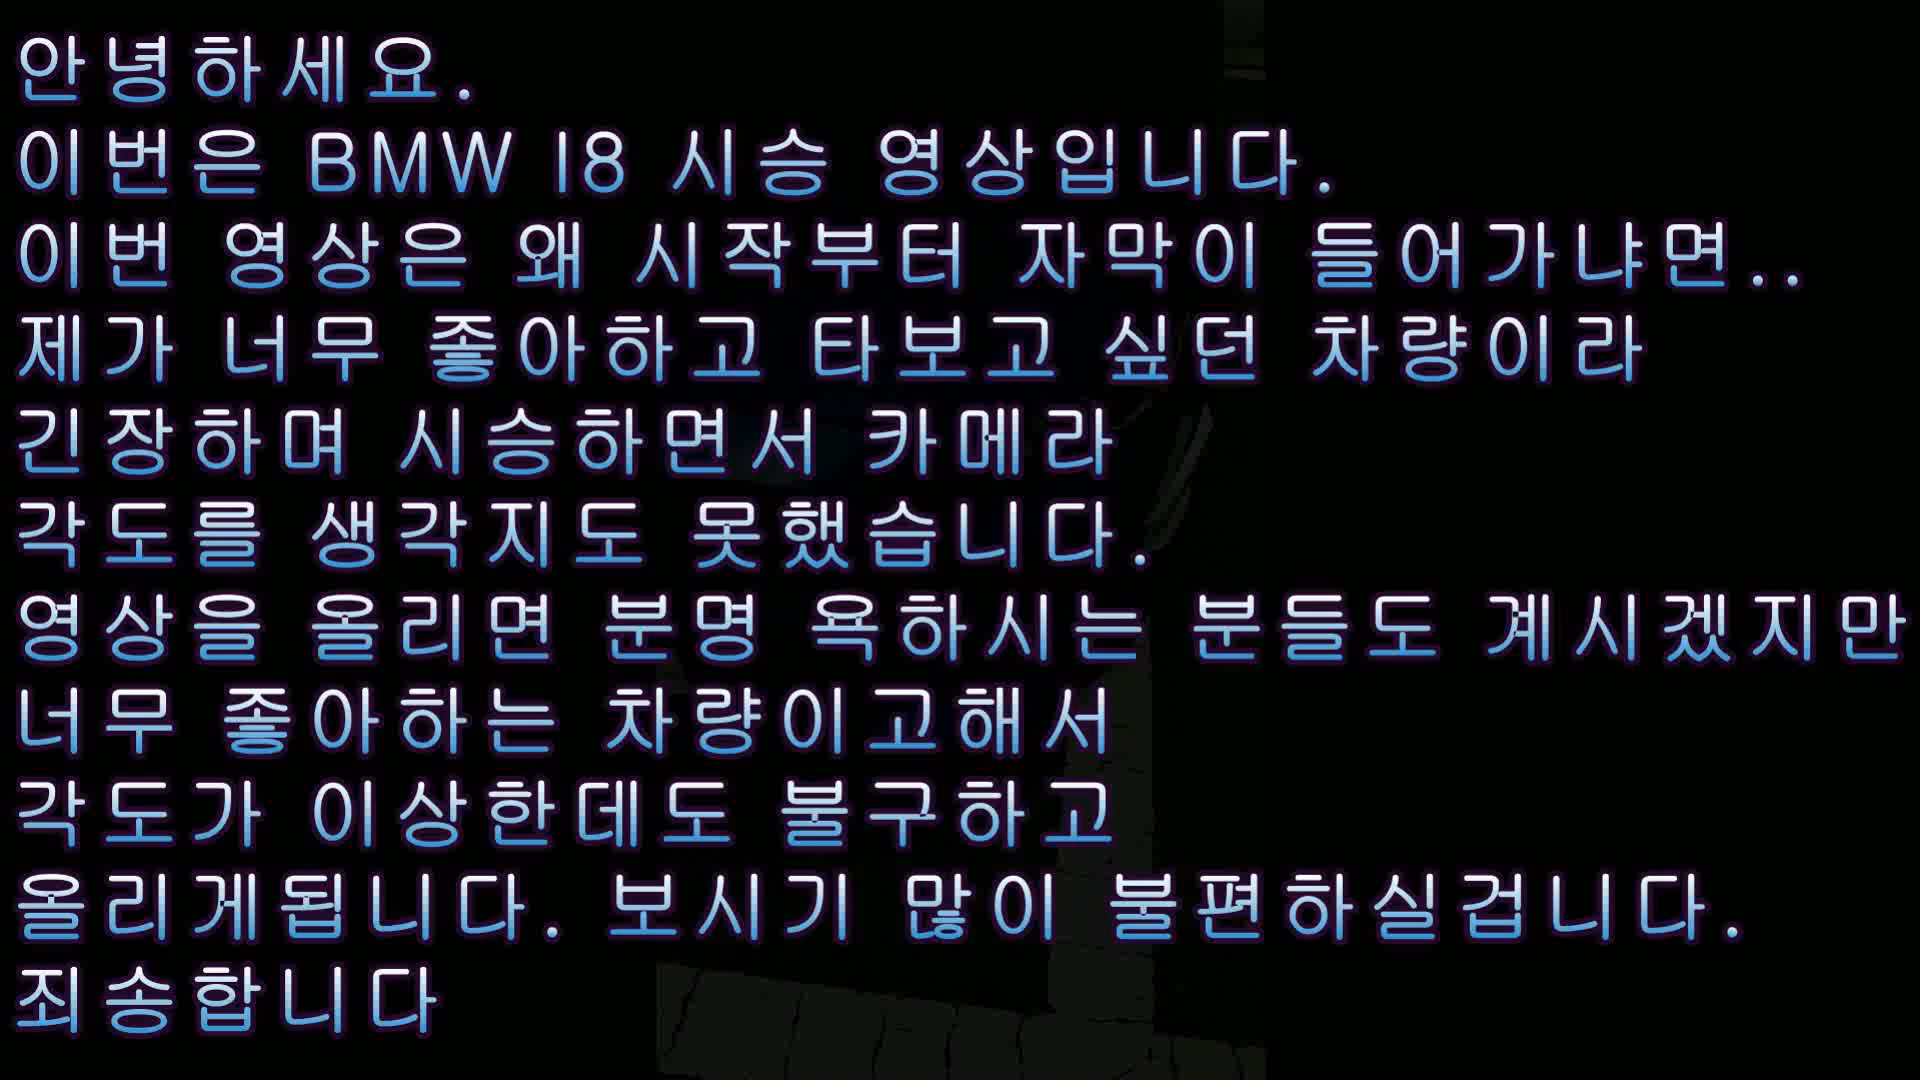 안녕하세요.
이번은 BMW I8 시승 영상입니다.
이번 영상은 왜 시작부터 자막이 들어가냐면..
제가 너무 좋아하고 타보고 싶던 차량이라
긴장하며 시승하면서 카메라
각도를 생각지도 못했습니다.
영상을 올리면 분명 욕하시는 분들도 계시겠지만
너무 좋아하는 차량이고해서
각도가 이상한데도 불구하고
올리게됩니다. 보시기 많이 불편하실겁니다.
죄송합니다